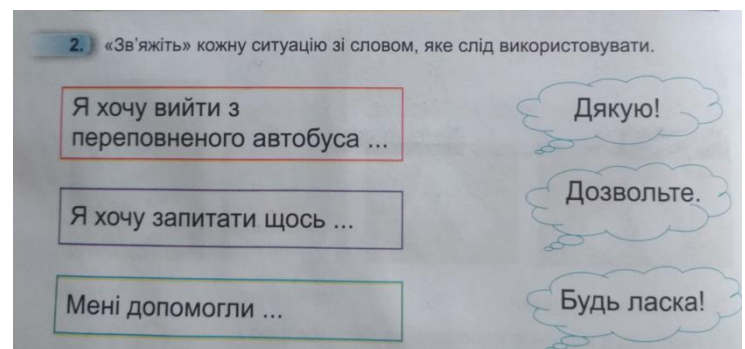 2. «Зв’яжіть» кожну ситуацію зі словом, яке слід використовувати.
Я хочу вийти з
переповненого автобуса ...
Дякую!
Я хочу запитати щось ...
Дозвольте.
Мені допомогли ...
Будь ласка!